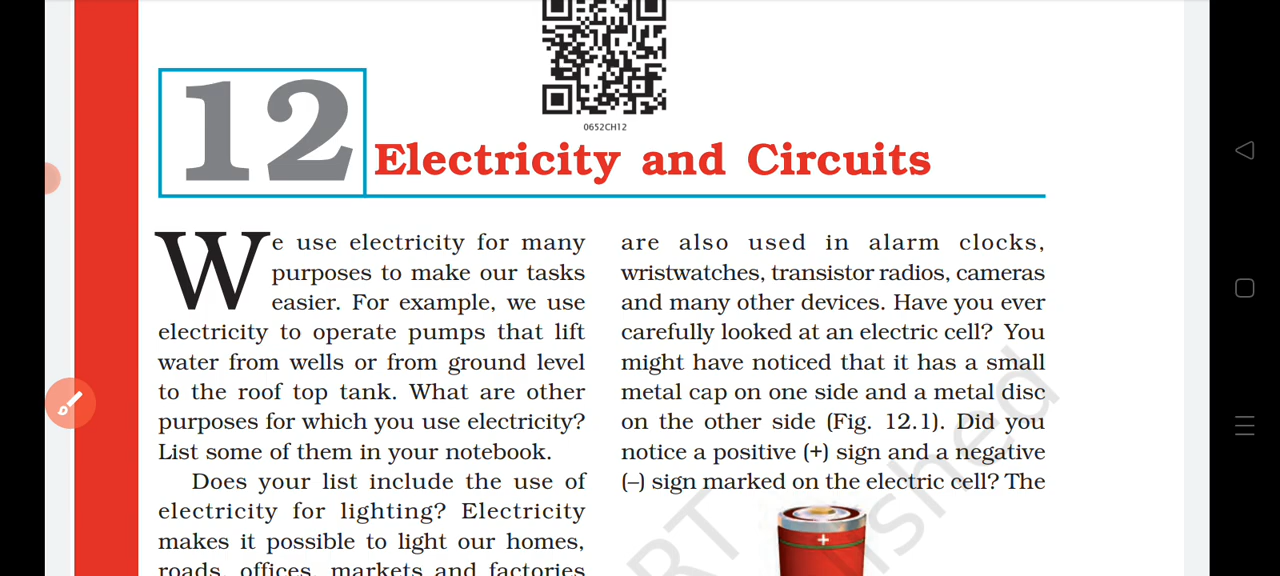 0652CH12
12
Electricity and Circuits
We use electricity for many
purposes to make our tasks
easier. For example, we use
electricity to operate pumps that lift
water from wells or from ground level
to the roof top tank. What are other
purposes for which you use electricity?
List some of them in your notebook.
Does your list include the use of
electricity for lighting? Electricity
makes it possible to light our homes,
roads, offices, markets and factories
are also used in alarm clocks,
wristwatches, transistor radios, cameras
and many other devices. Have you ever
carefully looked at an electric cell? You
might have noticed that it has a small
metal cap on one side and a metal disc
on the other side (Fig. 12.1). Did you
notice a positive (+) sign and a negative
(–) sign marked on the electric cell? The
+